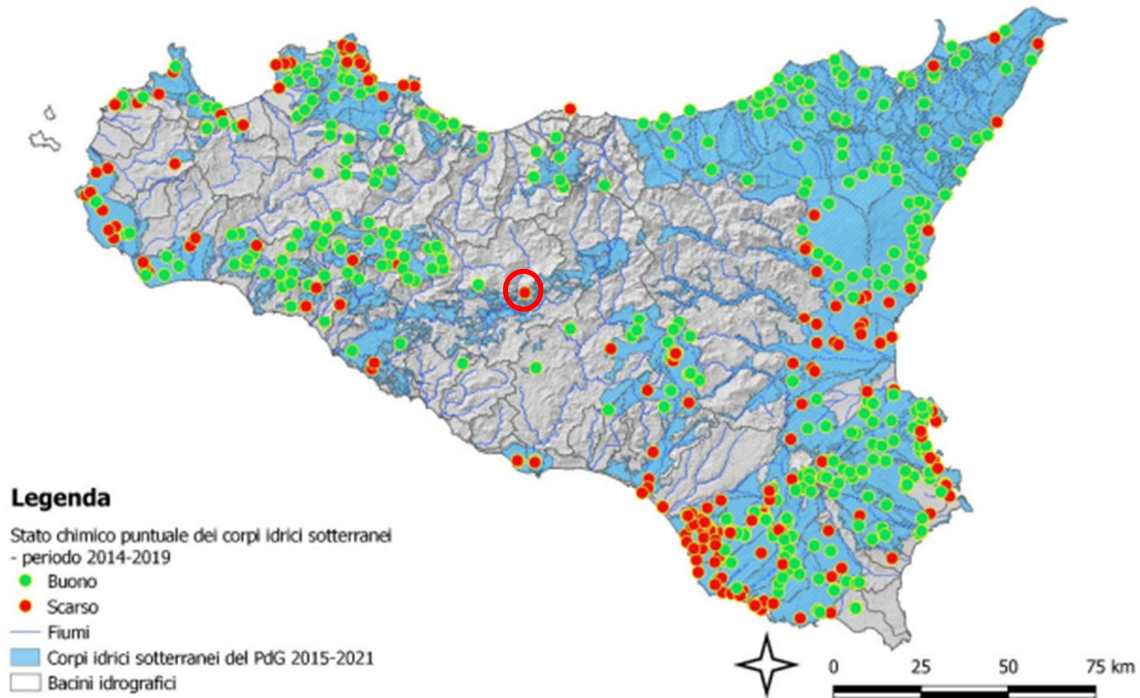 Legenda
Stato chimico puntuale dei corpi idrici sotterranei
- periodo 2014-2019
Buono
Scarso
Fiumi
Corpi idrici sotterranei del PdG 2015-2021
Bacini idrografici
0 25 50 75 km